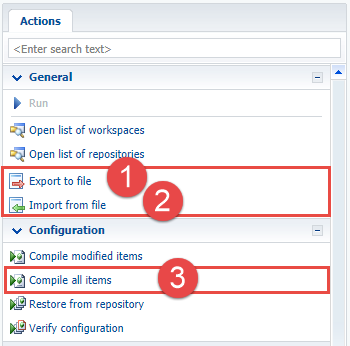 Actions
<Enter search text>
General
Run
Open list of workspaces
Open list of repositories
Export to file
1
Import from file
2
Configuration
Compile modified items
Compile all items
3
Restore from repository
Verify configuration